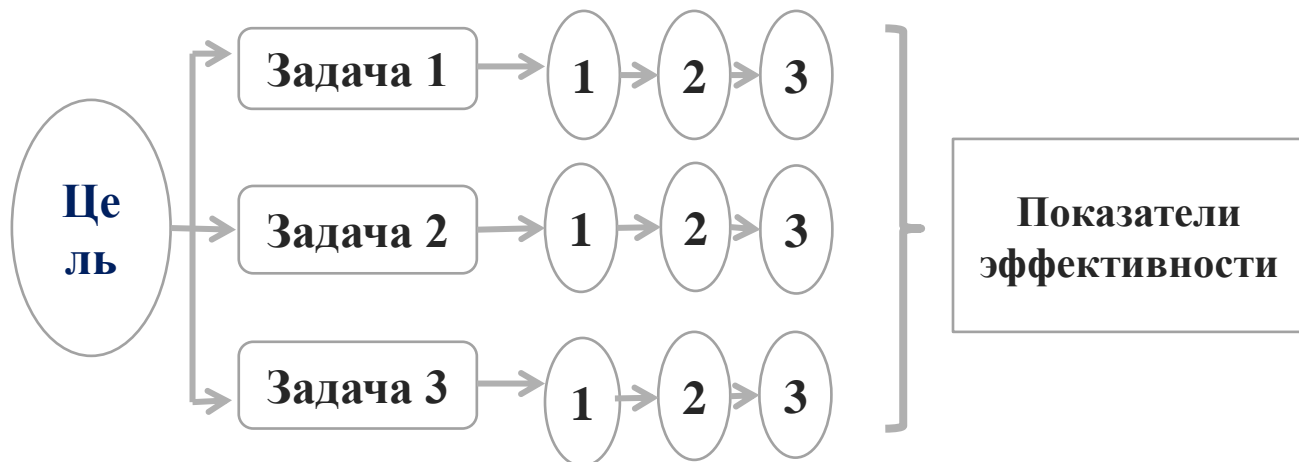 Задача 1
1
2
3
Це
ль
Задача 2
1
2
3
Показатели
эффективности
Задача 3
1
2
3